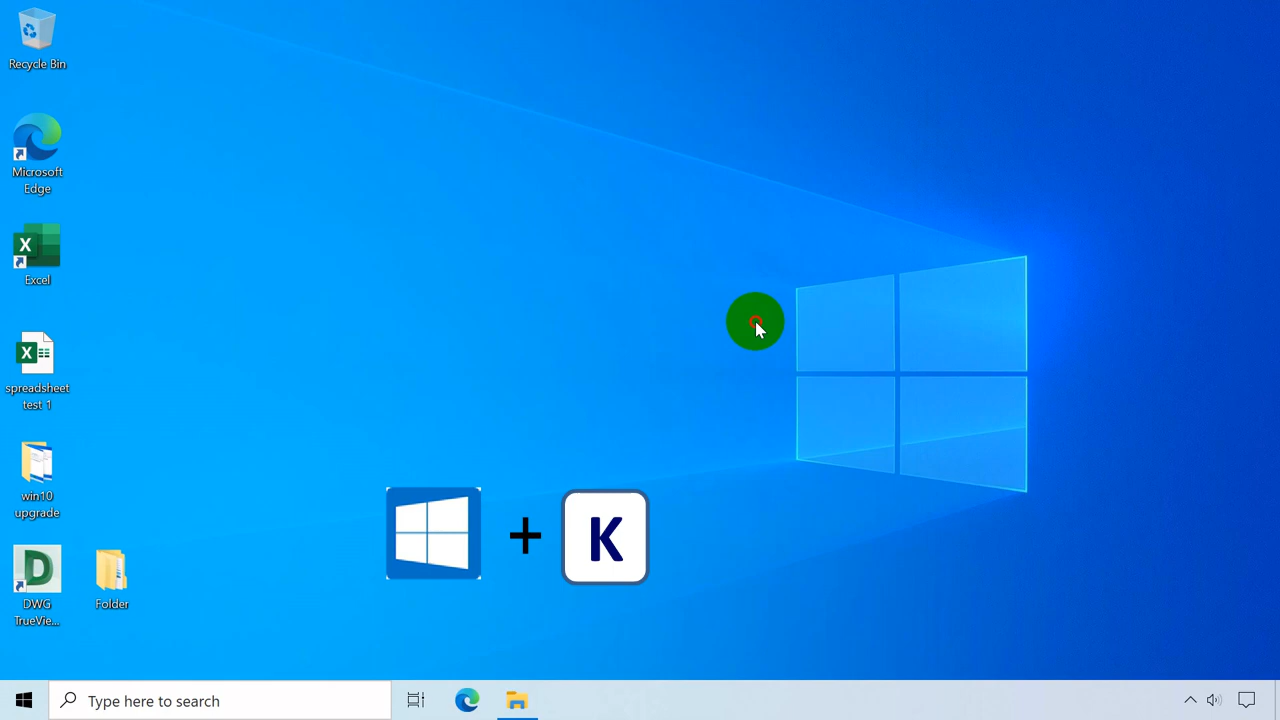 Recycle Bin
Microsoft
Edge
Excel
spreadsheet
test 1
win10
upgrade
DWG
TrueVie...
Folder
+
K
Type here to search